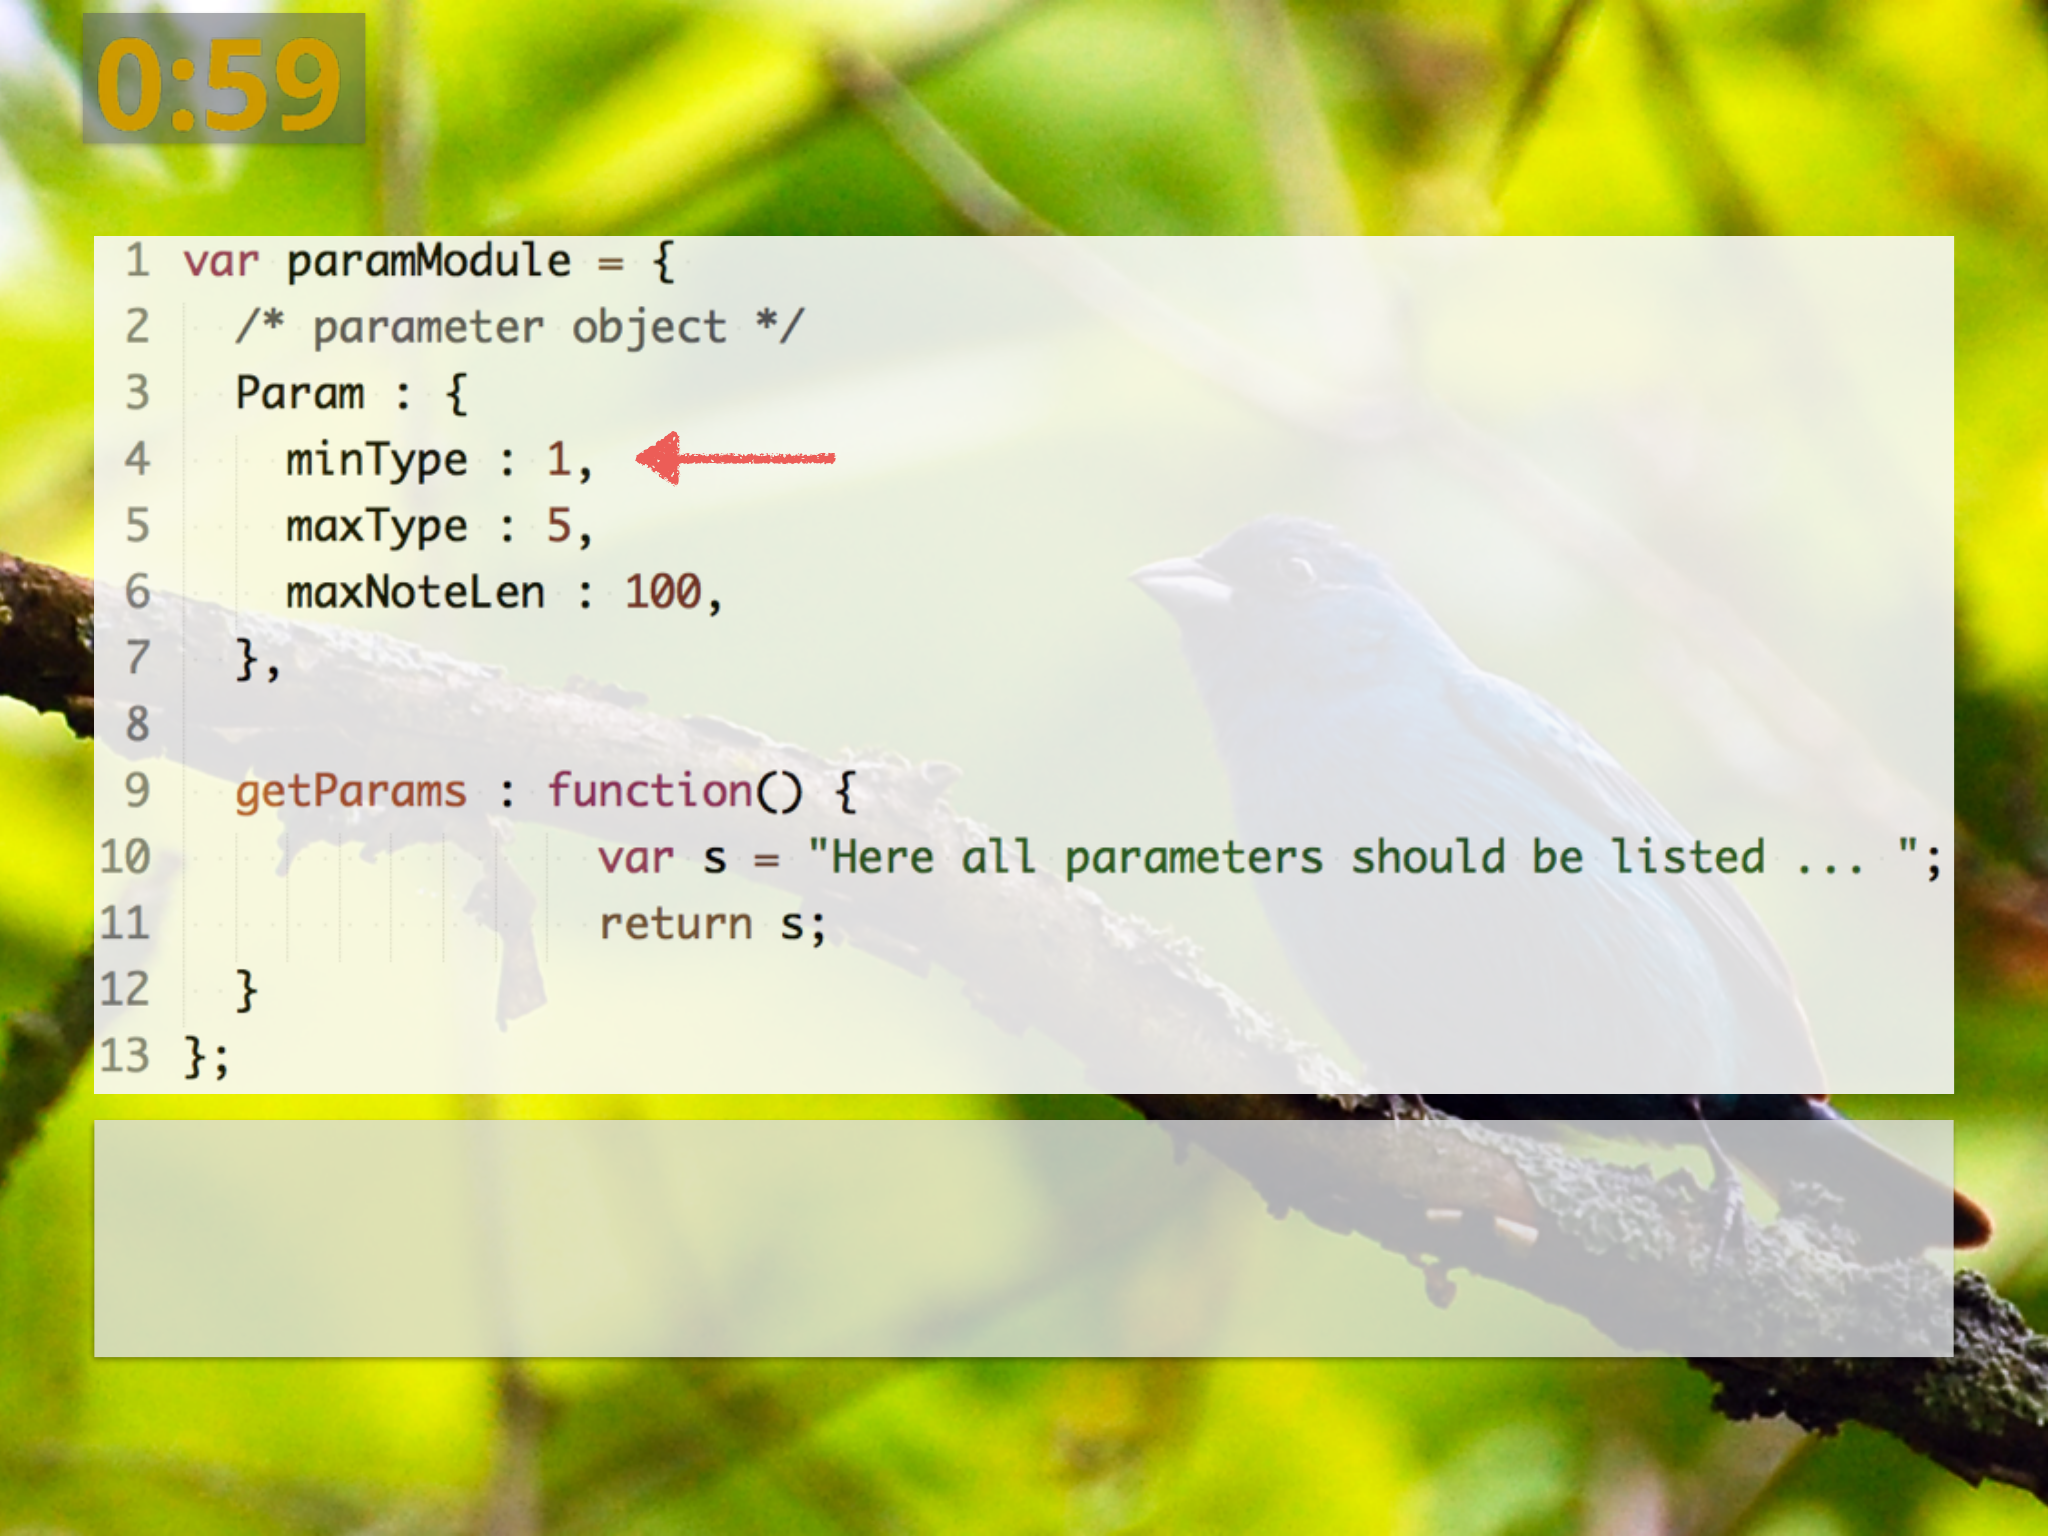 0:59
1 var paramModule = {
2 /* parameter object */
3 Param : {
4 minType : 1,
5 maxType : 5,
6 maxNoteLen : 100,
7 },
8
9 getParams : function() {
10 var s = "Here all parameters should be listed ... ";
11 return s;
12 }
13 };